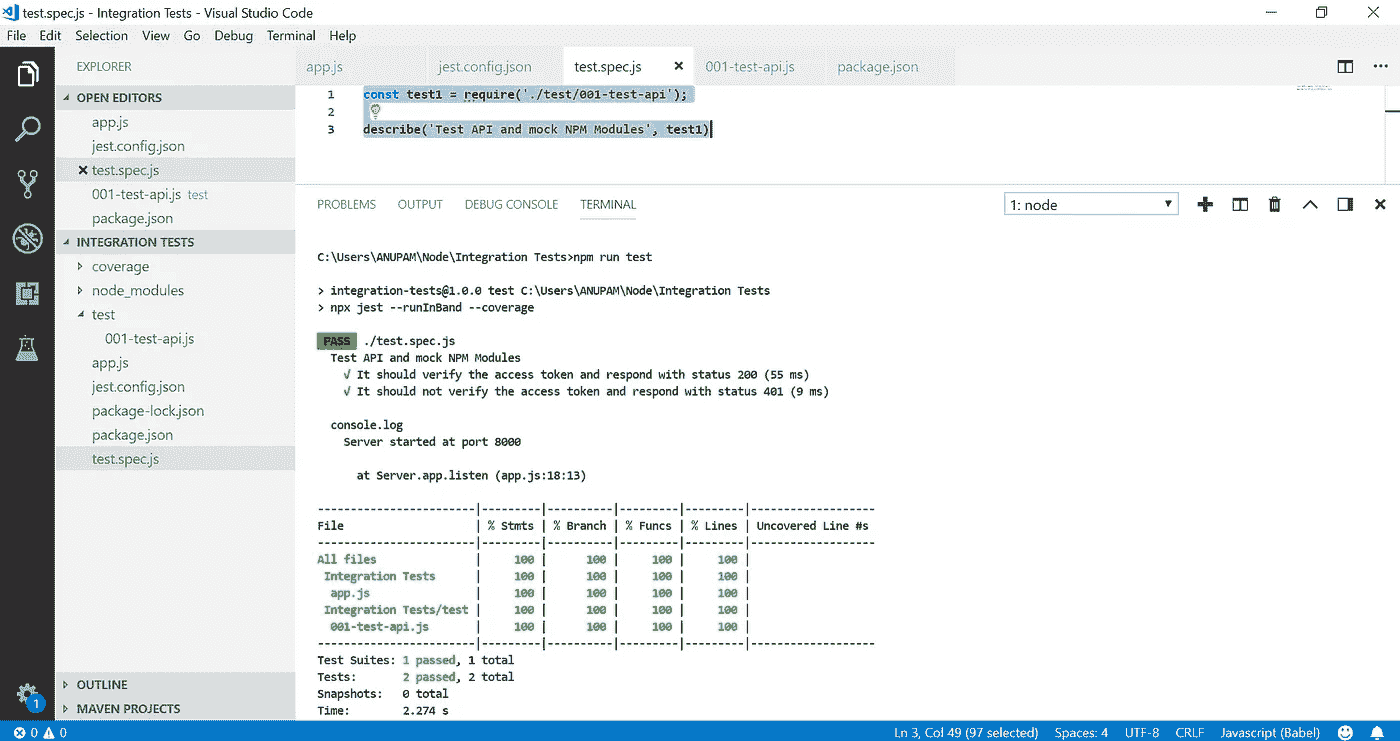 test.spec.js - Integration Tests - Visual Studio Code
File Edit Selection View Go Debug Terminal Help
EXPLORER
OPEN EDITORS
app.js
jest.config.json
test.spec.js
001-test-api.js test
package.json
INTEGRATION TESTS
coverage
node_modules
test
001-test-api.js
app.js
jest.config.json
package-lock.json
package.json
test.spec.js
OUTLINE
MAVEN PROJECTS
1
app.js jest.config.json test.spec.js 001-test-api.js package.json
1 const test1 = require('./test/001-test-api');
2
3 describe('Test API and mock NPM Modules', test1)
PROBLEMS OUTPUT DEBUG CONSOLE TERMINAL 1: node
C:\Users\ANUPAM\Node\Integration Tests>npm run test
> integration-tests@1.0.0 test C:\Users\ANUPAM\Node\Integration Tests
> npx jest --runInBand --coverage
PASS ./test.spec.js
Test API and mock NPM Modules
√ It should verify the access token and respond with status 200 (55 ms)
√ It should not verify the access token and respond with status 401 (9 ms)
console.log
Server started at port 8000
at Server.app.listen (app.js:18:13)
------------------------|---------|----------|---------|---------|-------------------
File | % Stmts | % Branch | % Funcs | % Lines | Uncovered Line #s
------------------------|---------|----------|---------|---------|-------------------
All files | 100 | 100 | 100 | 100 |
Integration Tests | 100 | 100 | 100 | 100 |
app.js | 100 | 100 | 100 | 100 |
Integration Tests/test | 100 | 100 | 100 | 100 |
001-test-api.js | 100 | 100 | 100 | 100 |
------------------------|---------|----------|---------|---------|-------------------
Test Suites: 1 passed, 1 total
Tests: 2 passed, 2 total
Snapshots: 0 total
Time: 2.274 s
0 0 Ln 3, Col 49 (97 selected) Spaces: 4 UTF-8 CRLF Javascript (Babel)